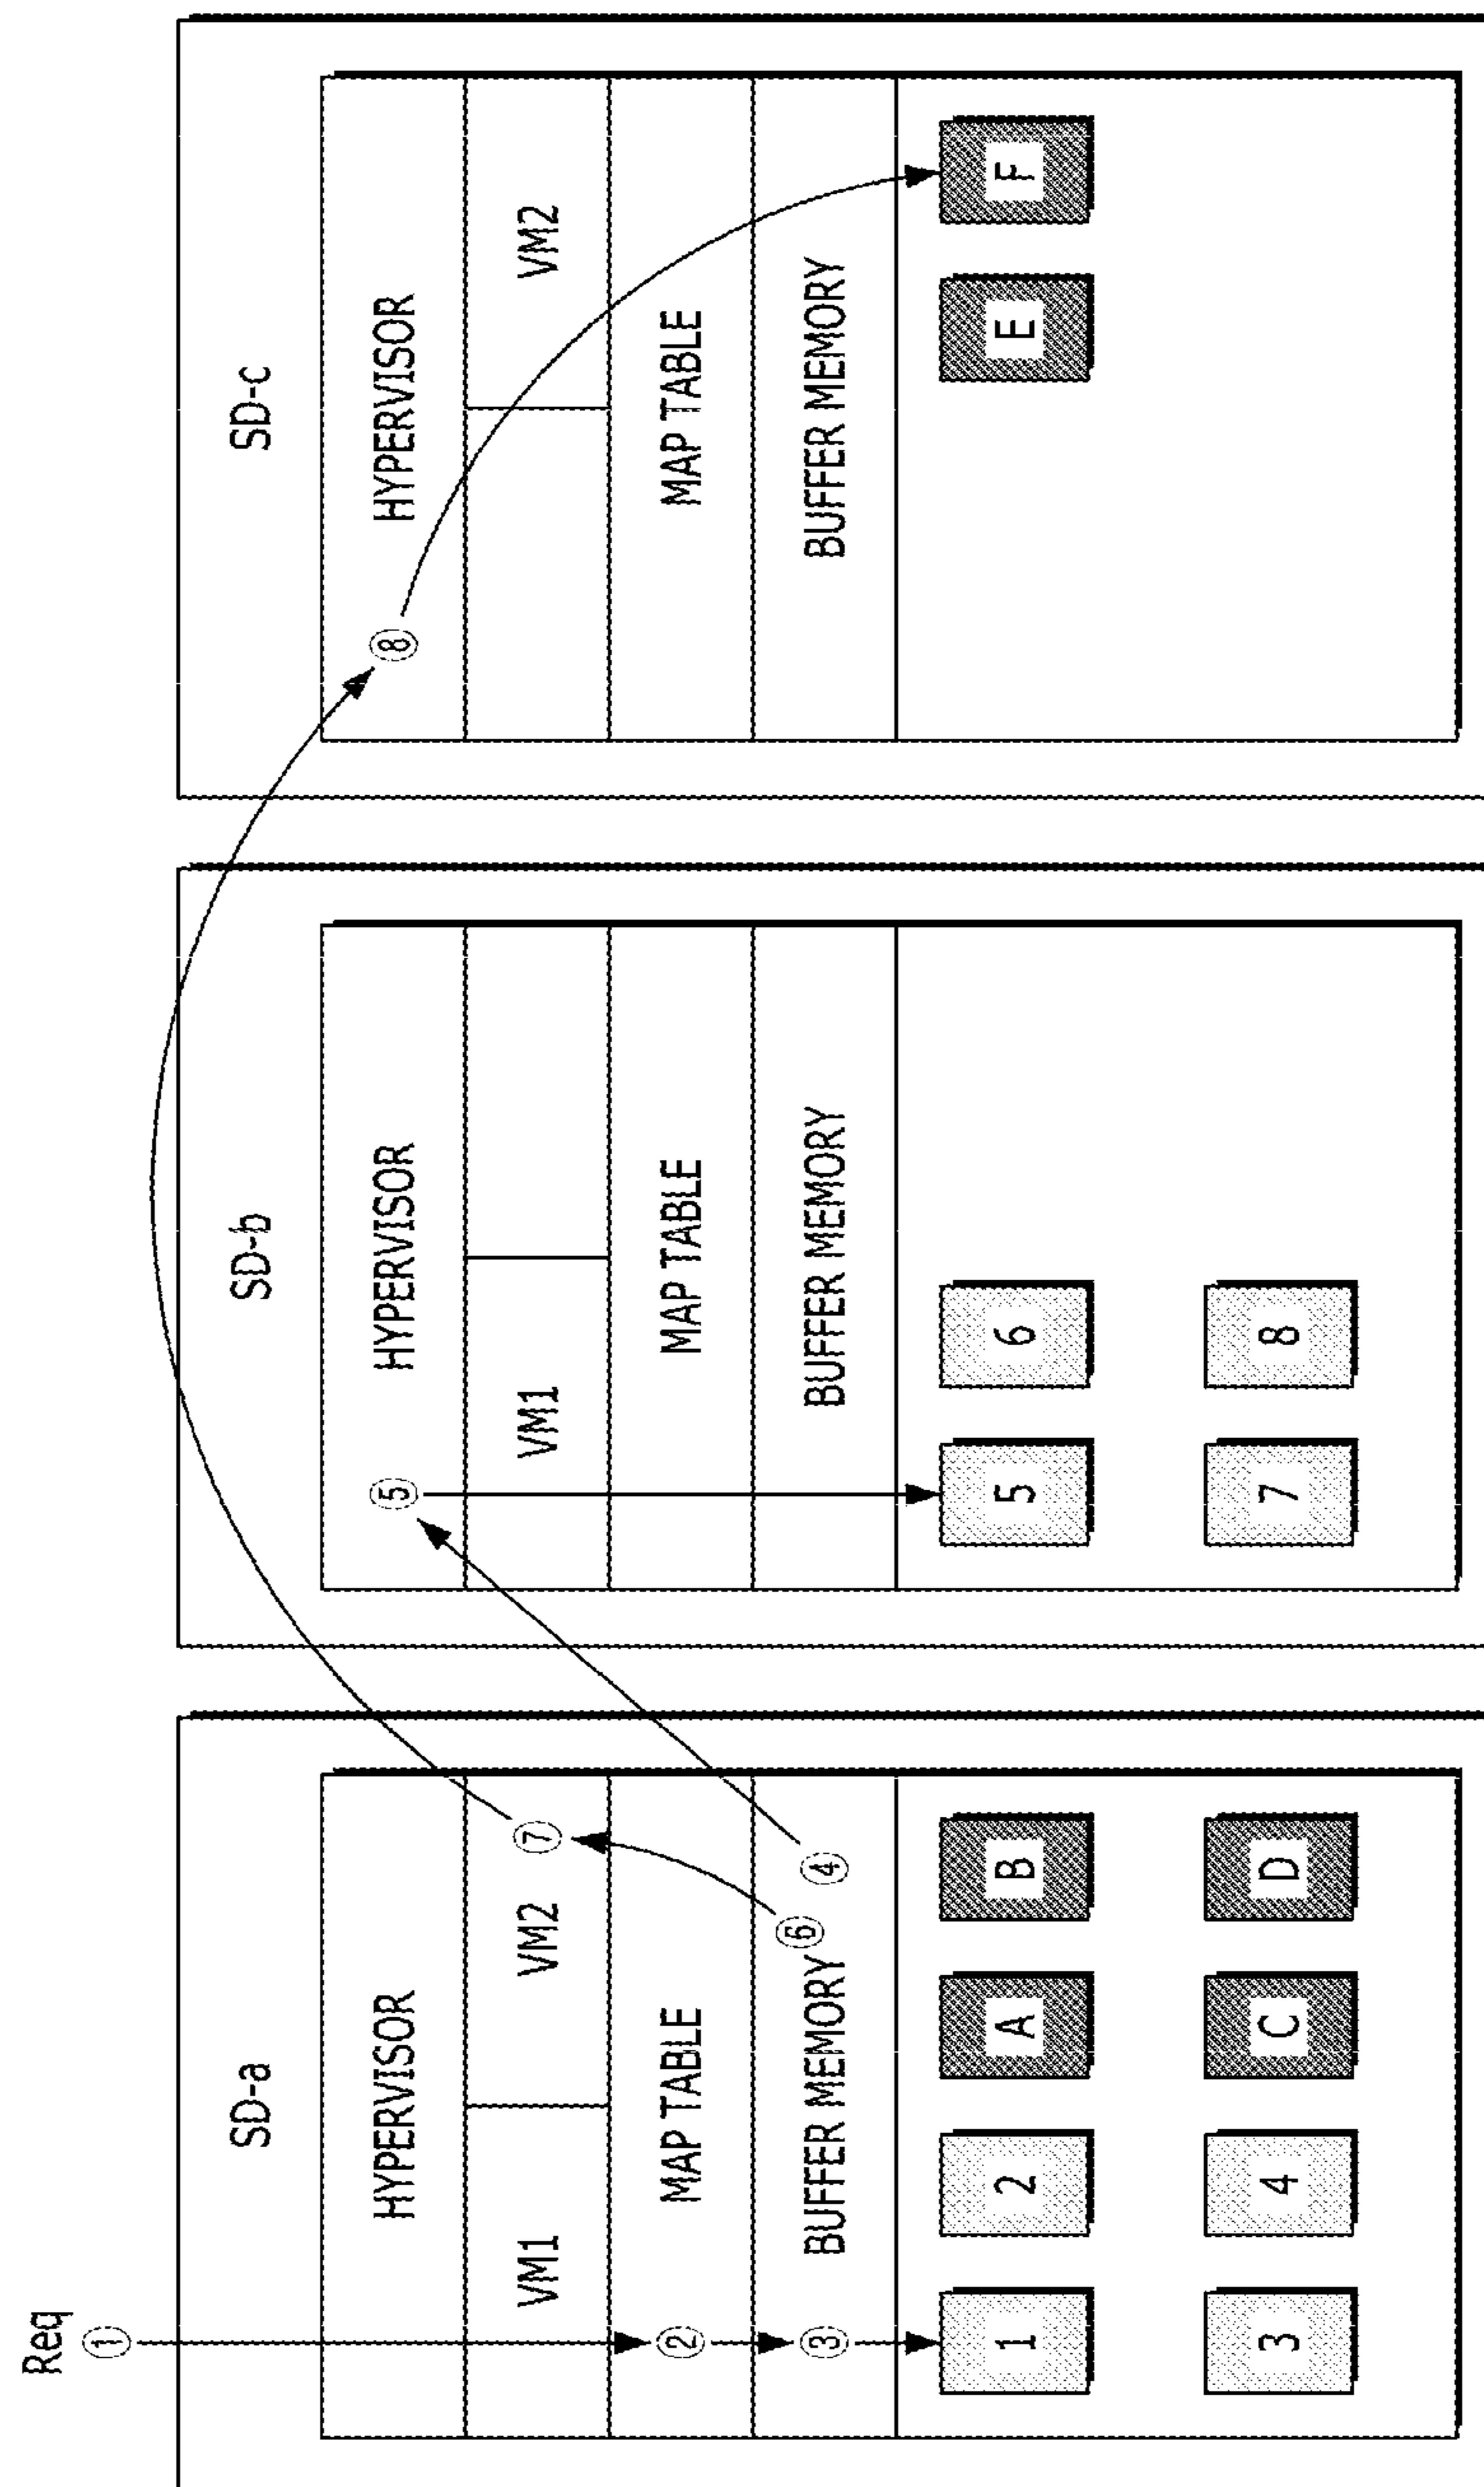 Req
①
SD-a
HYPERVISOR
VM1 VM2 ⑦
② MAP TABLE
③ BUFFER MEMORY ⑥ ④
1 2 A B
3 4 C D
SD-b
⑤ HYPERVISOR
VM1
MAP TABLE
BUFFER MEMORY
5 6
7 8
SD-c
⑧ HYPERVISOR
VM2
MAP TABLE
BUFFER MEMORY
E F